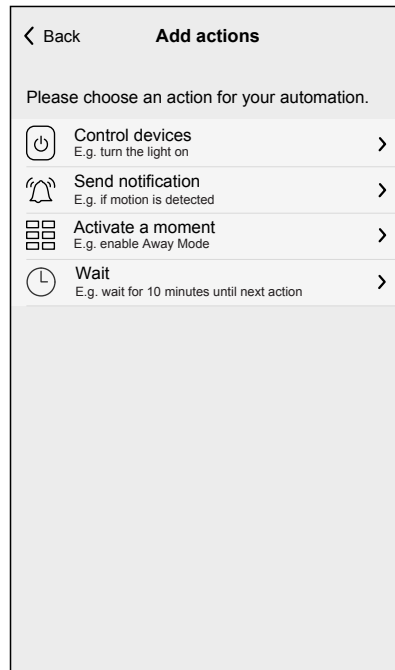 Back
Add actions
Please choose an action for your automation.
Control devices
E.g. turn the light on
Send notification
E.g. if motion is detected
Activate a moment
E.g. enable Away Mode
Wait
E.g. wait for 10 minutes until next action